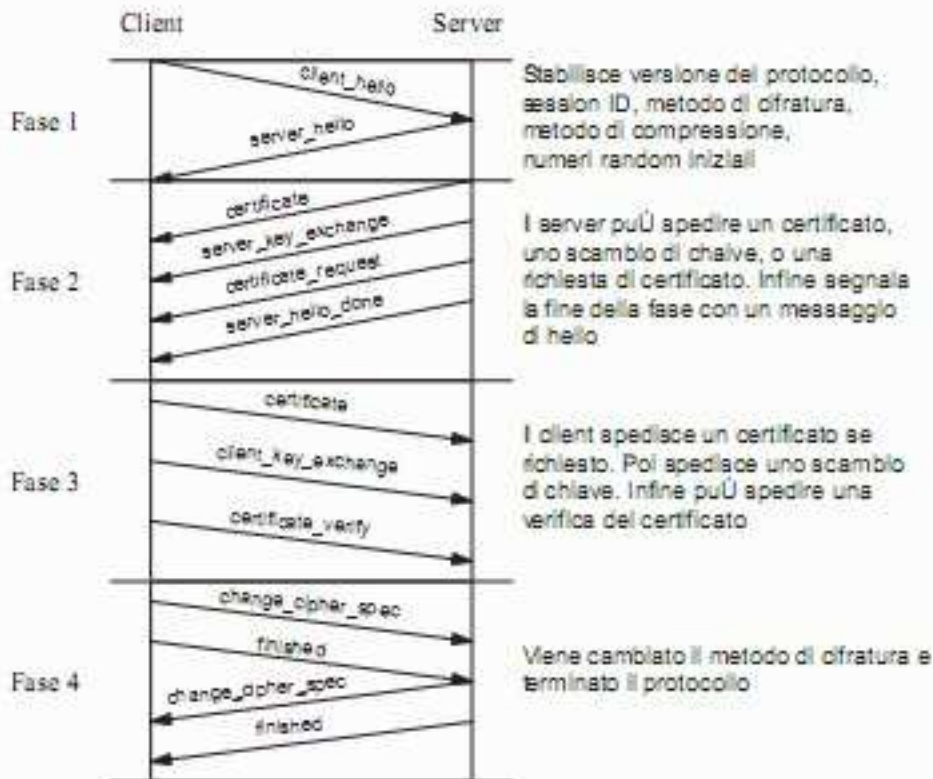 Client Server
client_hello
Stabilisce versione del protocollo,
session ID, metodo di cifratura,
metodo di compressione,
numeri random iniziali
Fase 1
server_hello
certificate
server_key_exchange
certificate_request
server_hello_done
Fase 2
I server puÙ spedire un certificato,
uno scambio di chaive, o una
richiesta di certificato. Infine segnala
la fine della fase con un messaggio
di hello
certificate
client_key_exchange
certificate_verify
Fase 3
I client spedisce un certificato se
richiesto. Poi spedisce uno scambio
di chiave. Infine puÙ spedire una
verifica del certificato
change_cipher_spec
finished
change_cipher_spec
finished
Fase 4
Viene cambiato il metodo di cifratura e
terminato il protocollo